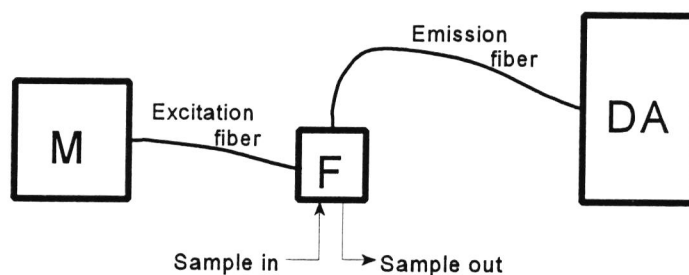 Emission
fiber
Excitation
fiber
M
F
DA
Sample in
Sample out